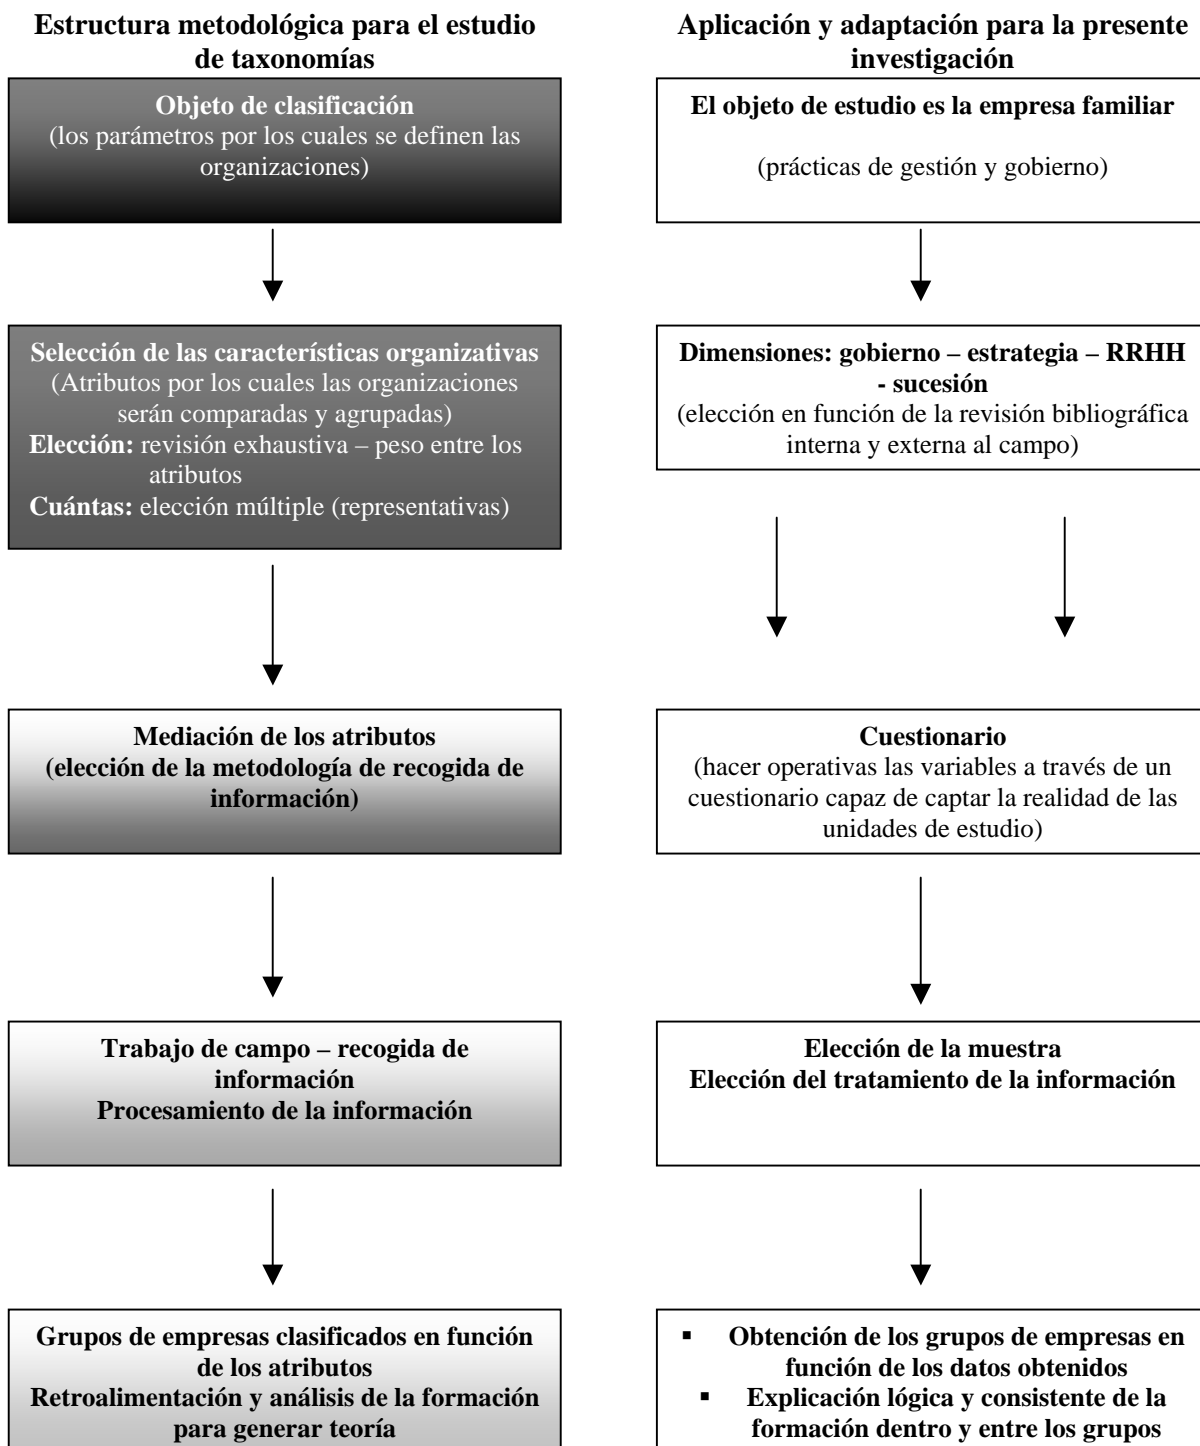 Estructura metodológica para el estudio
de taxonomías
Objeto de clasificación
(los parámetros por los cuales se definen las
organizaciones)
Selección de las características organizativas
(Atributos por los cuales las organizaciones
serán comparadas y agrupadas)
Elección: revisión exhaustiva – peso entre los
atributos
Cuántas: elección múltiple (representativas)
Mediación de los atributos
(elección de la metodología de recogida de
información)
Trabajo de campo – recogida de
información
Procesamiento de la información
Grupos de empresas clasificados en función
de los atributos
Retroalimentación y análisis de la formación
para generar teoría
Aplicación y adaptación para la presente
investigación
El objeto de estudio es la empresa familiar
(prácticas de gestión y gobierno)
Dimensiones: gobierno – estrategia – RRHH
- sucesión
(elección en función de la revisión bibliográfica
interna y externa al campo)
Cuestionario
(hacer operativas las variables a través de un
cuestionario capaz de captar la realidad de las
unidades de estudio)
Elección de la muestra
Elección del tratamiento de la información
▪ Obtención de los grupos de empresas en
función de los datos obtenidos
▪ Explicación lógica y consistente de la
formación dentro y entre los grupos